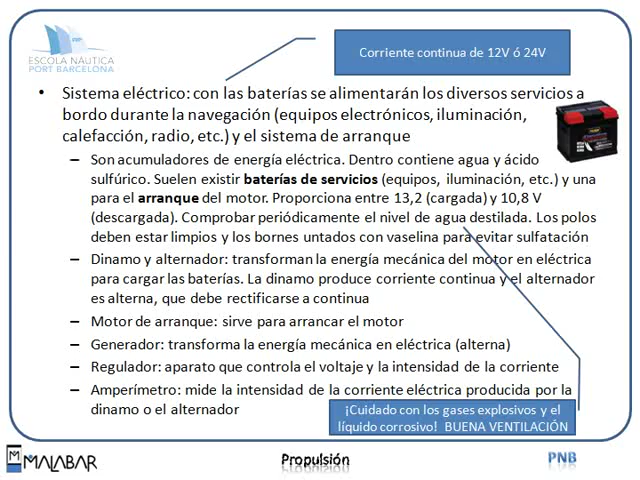 ESCOLA NÀUTICA
PORT BARCELONA
Corriente continua de 12V ó 24V
• Sistema eléctrico: con las baterías se alimentarán los diversos servicios a
bordo durante la navegación (equipos electrónicos, iluminación,
calefacción, radio, etc.) y el sistema de arranque
– Son acumuladores de energía eléctrica. Dentro contiene agua y ácido
sulfúrico. Suelen existir baterías de servicios (equipos, iluminación, etc.) y una
para el arranque del motor. Proporciona entre 13,2 (cargada) y 10,8 V
(descargada). Comprobar periódicamente el nivel de agua destilada. Los polos
deben estar limpios y los bornes untados con vaselina para evitar sulfatación
– Dinamo y alternador: transforman la energía mecánica del motor en eléctrica
para cargar las baterías. La dinamo produce corriente continua y el alternador
es alterna, que debe rectificarse a continua
– Motor de arranque: sirve para arrancar el motor
– Generador: transforma la energía mecánica en eléctrica (alterna)
– Regulador: aparato que controla el voltaje y la intensidad de la corriente
– Amperímetro: mide la intensidad de la corriente eléctrica producida por la
dinamo o el alternador
¡Cuidado con los gases explosivos y el
líquido corrosivo! BUENA VENTILACIÓN
MALABAR
Propulsión
PNB